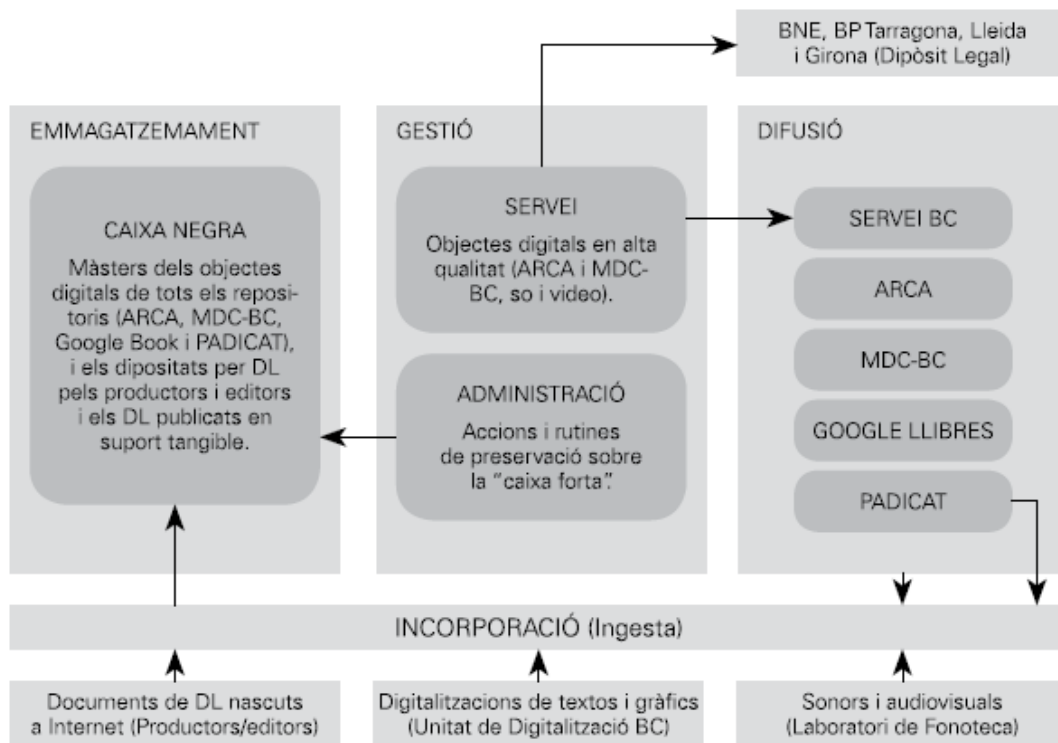 BNE, BP Tarragona, Lleida
i Girona (Dipòsit Legal)
EMMAGATZEMAMENT
CAIXA NEGRA
Màsters dels objectes
digitals de tots els reposi-
toris (ARCA, MDC-BC,
Google Book i PADICAT),
i els dipositats per DL
pels productors i editors
i els DL publicats en
suport tangible.
GESTIÓ
SERVEI
Objectes digitals en alta
qualitat (ARCA i MDC-
BC, so i video).
ADMINISTRACIÓ
Accions i rutines
de preservació sobre
la "caixa forta".
DIFUSIÓ
SERVEI BC
ARCA
MDC-BC
GOOGLE LLIBRES
PADICAT
INCORPORACIÓ (Ingesta)
Documents de DL nascuts
a Internet (Productors/editors)
Digitalitzacions de textos i gràfics
(Unitat de Digitalització BC)
Sonors i audiovisuals
(Laboratori de Fonoteca)